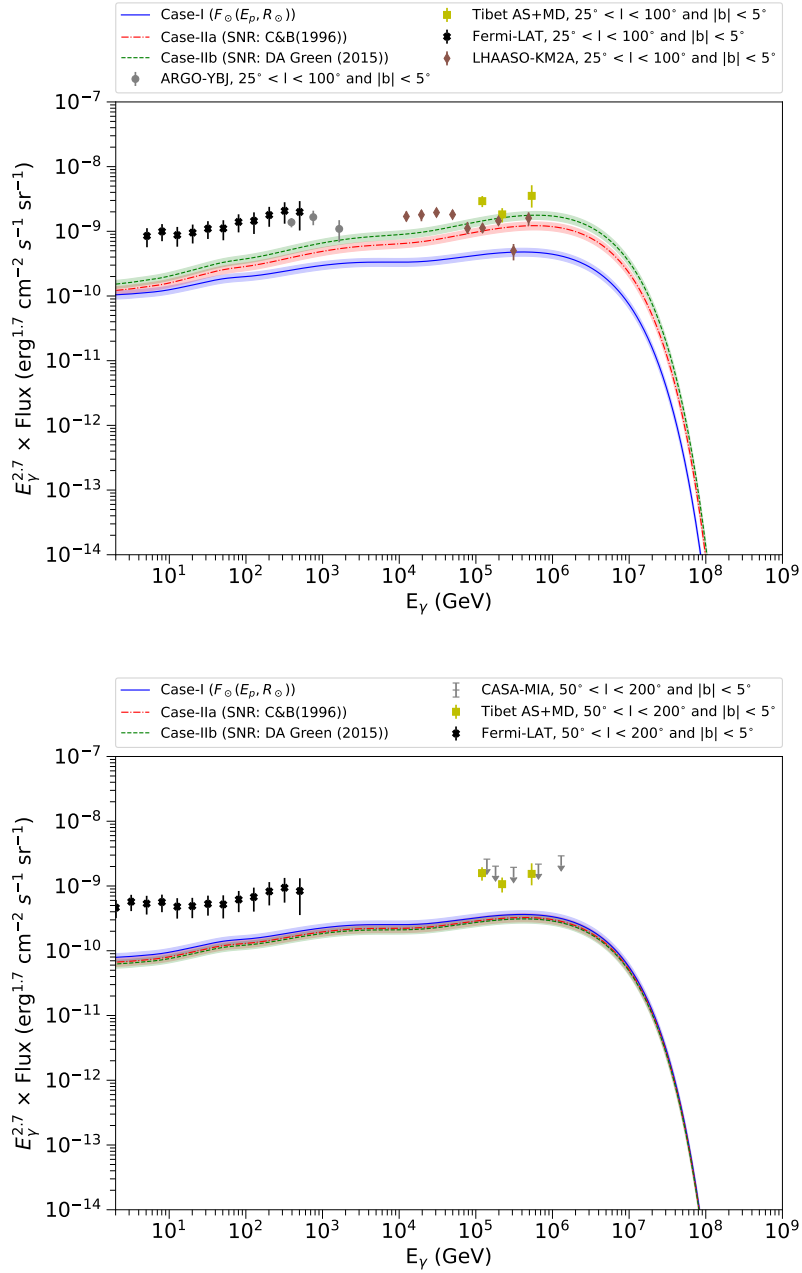 Case-I (F⊙(Eₚ, R⊙))
Case-IIa (SNR: C&B(1996))
Case-IIb (SNR: DA Green (2015))
ARGO-YBJ, 25° < l < 100° and |b| < 5°
Tibet AS+MD, 25° < l < 100° and |b| < 5°
Fermi-LAT, 25° < l < 100° and |b| < 5°
LHAASO-KM2A, 25° < l < 100° and |b| < 5°
10⁻⁷
10⁻⁸
10⁻⁹
10⁻¹⁰
10⁻¹¹
10⁻¹²
10⁻¹³
10⁻¹⁴
E_γ^2.7 × Flux (erg^1.7 cm⁻² s⁻¹ sr⁻¹)
10¹ 10² 10³ 10⁴ 10⁵ 10⁶ 10⁷ 10⁸ 10⁹
E_γ (GeV)
Case-I (F⊙(Eₚ, R⊙))
Case-IIa (SNR: C&B(1996))
Case-IIb (SNR: DA Green (2015))
CASA-MIA, 50° < l < 200° and |b| < 5°
Tibet AS+MD, 50° < l < 200° and |b| < 5°
Fermi-LAT, 50° < l < 200° and |b| < 5°
10⁻⁷
10⁻⁸
10⁻⁹
10⁻¹⁰
10⁻¹¹
10⁻¹²
10⁻¹³
10⁻¹⁴
E_γ^2.7 × Flux (erg^1.7 cm⁻² s⁻¹ sr⁻¹)
10¹ 10² 10³ 10⁴ 10⁵ 10⁶ 10⁷ 10⁸ 10⁹
E_γ (GeV)